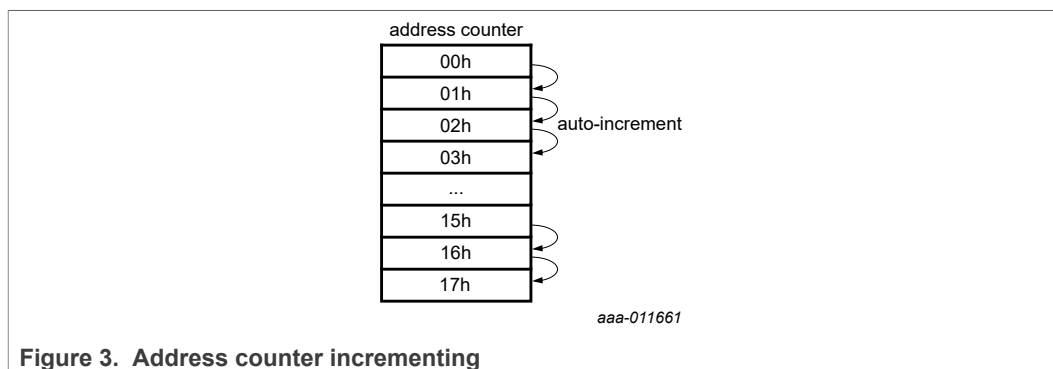 address counter
00h
01h
02h
auto-increment
03h
...
15h
16h
17h
aaa-011661
Figure 3. Address counter incrementing